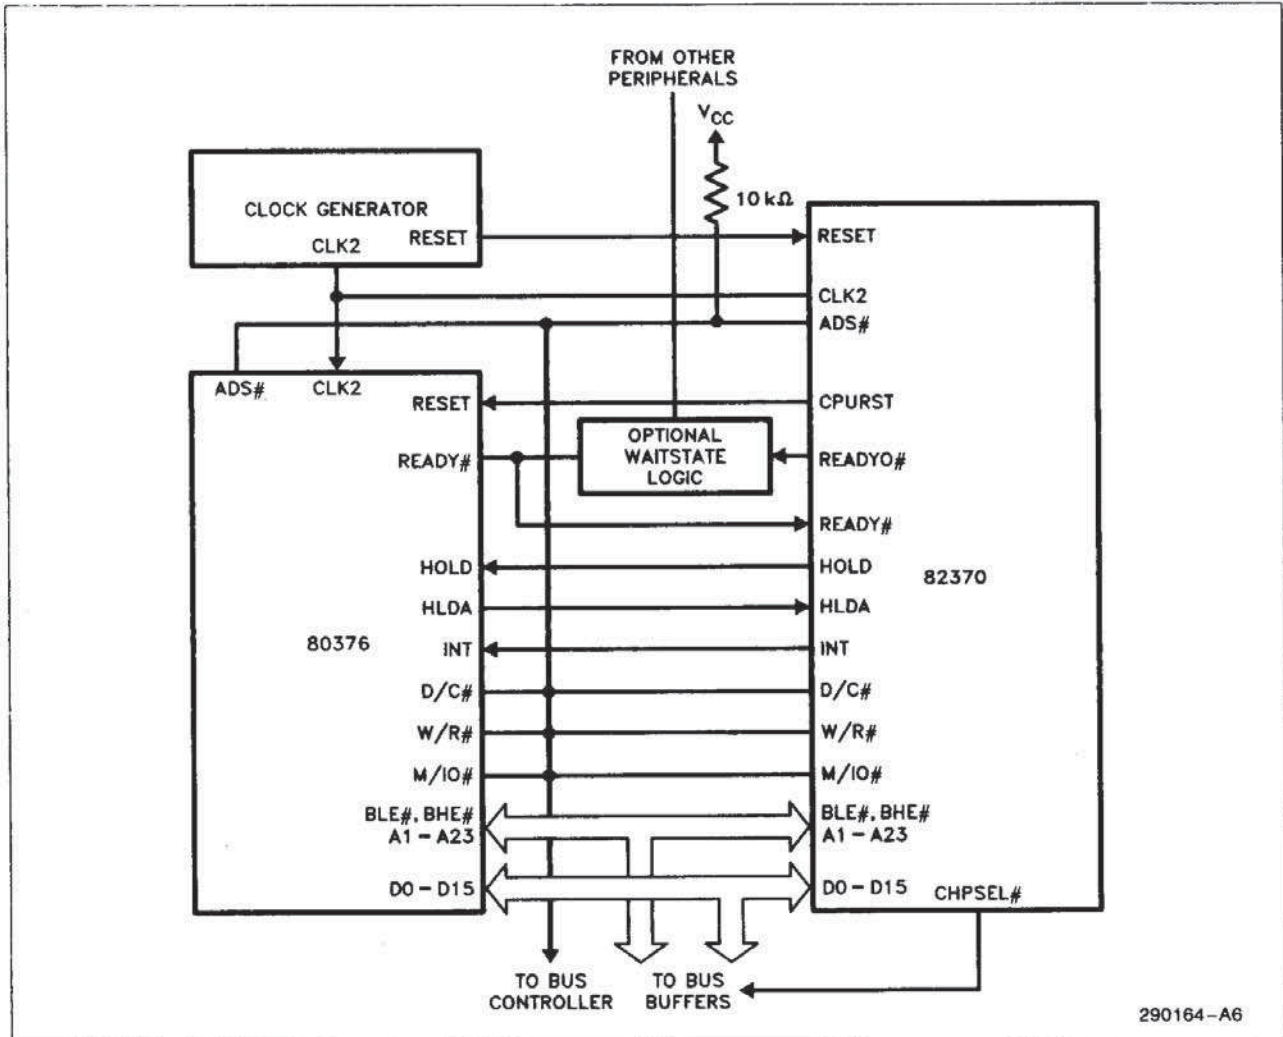 FROM OTHER
PERIPHERALS
VCC
10 kΩ
CLOCK GENERATOR
RESET
CLK2
RESET
CLK2
ADS#
ADS#
CLK2
RESET
CPURST
OPTIONAL
WAITSTATE
LOGIC
READY#
READYO#
READY#
HOLD
HOLD
82370
HLDA
HLDA
80376
INT
INT
D/C#
D/C#
W/R#
W/R#
M/IO#
M/IO#
BLE#, BHE#
A1 – A23
BLE#, BHE#
A1 – A23
D0 – D15
D0 – D15
CHPSEL#
TO BUS
CONTROLLER
TO BUS
BUFFERS
290164–A6